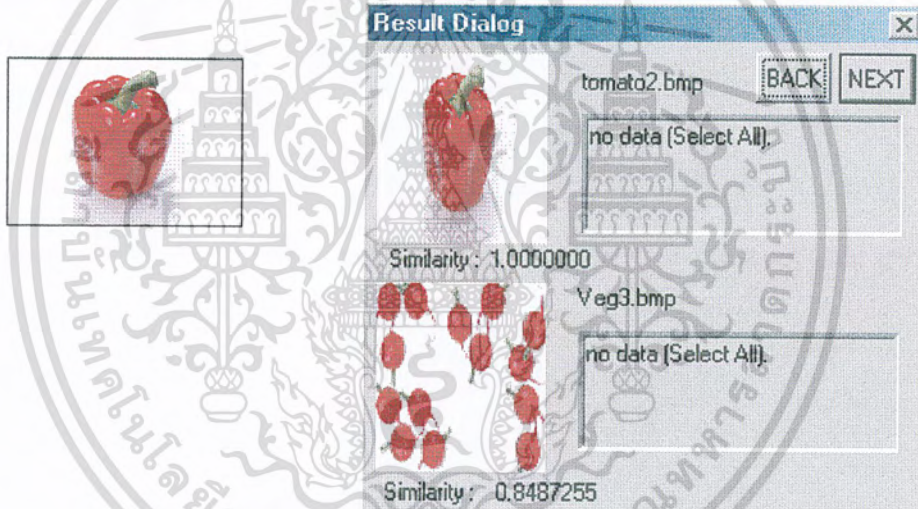 Result Dialog
tomato2.bmp
BACK
NEXT
no data (Select All).
Similarity : 1.0000000
Veg3.bmp
no data (Select All).
Similarity : 0.8487255